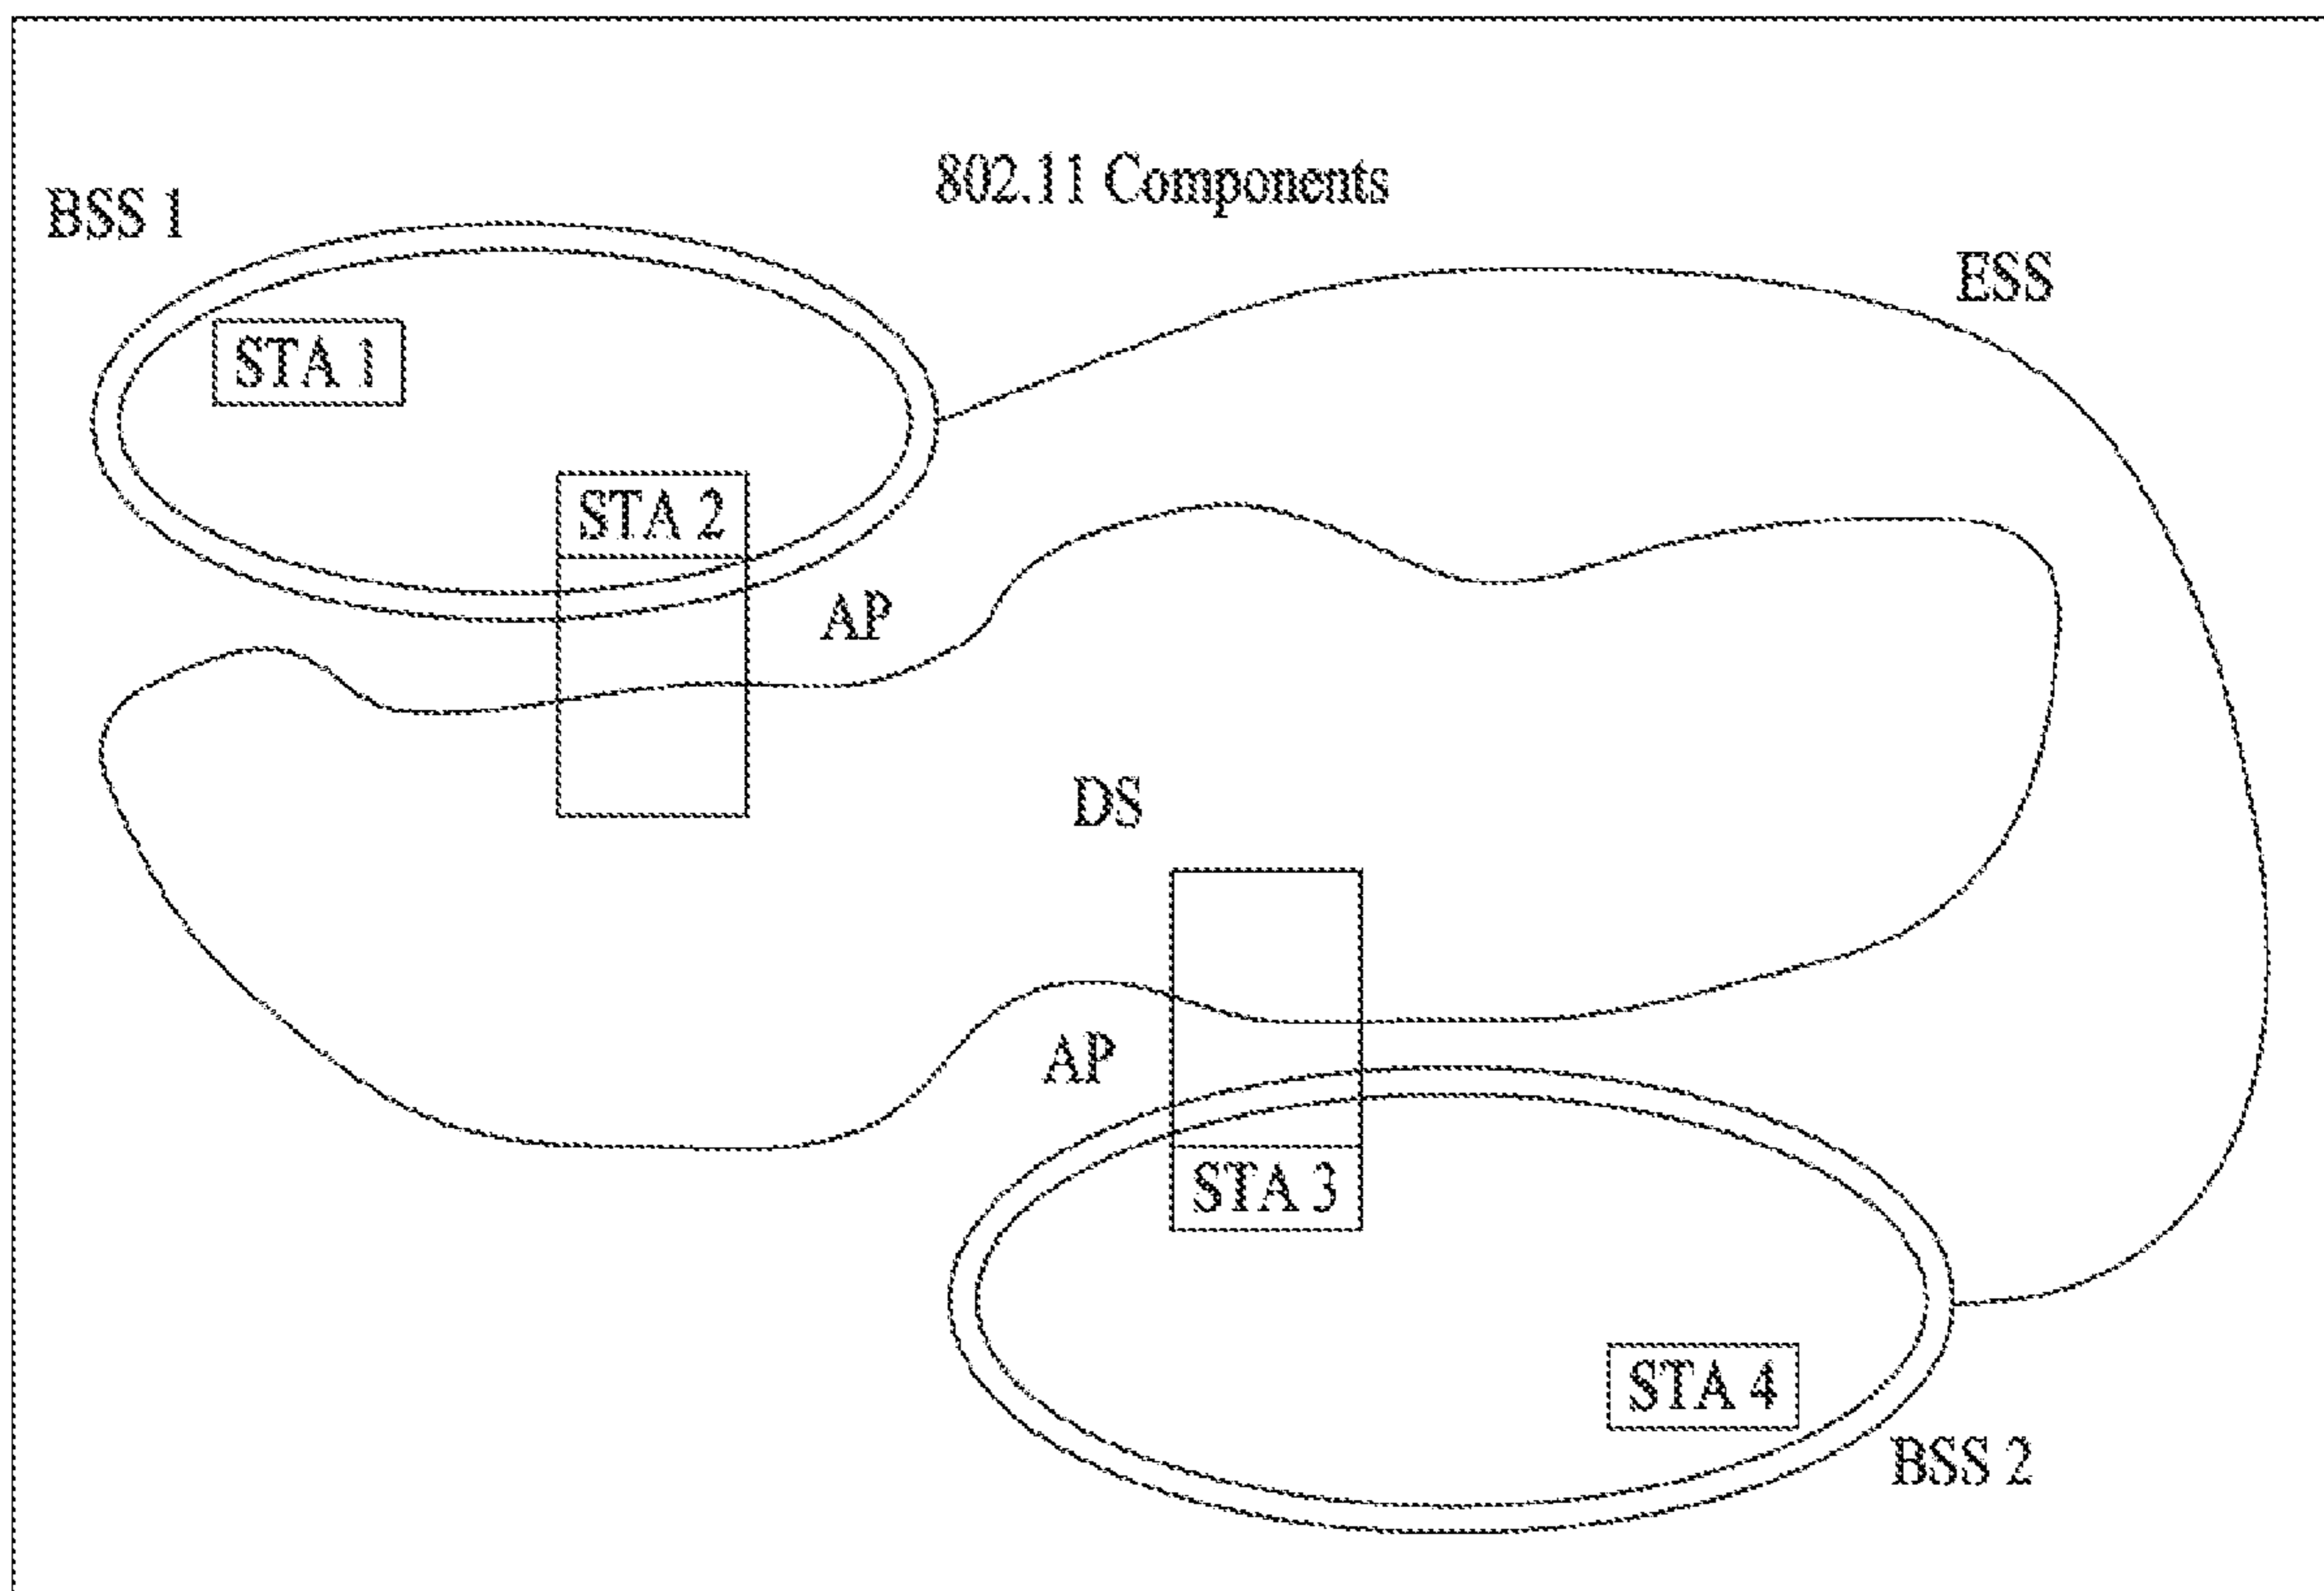 802.11 Components
BSS 1
ESS
STA 1
STA 2
AP
DS
AP
STA 3
STA 4
BSS 2